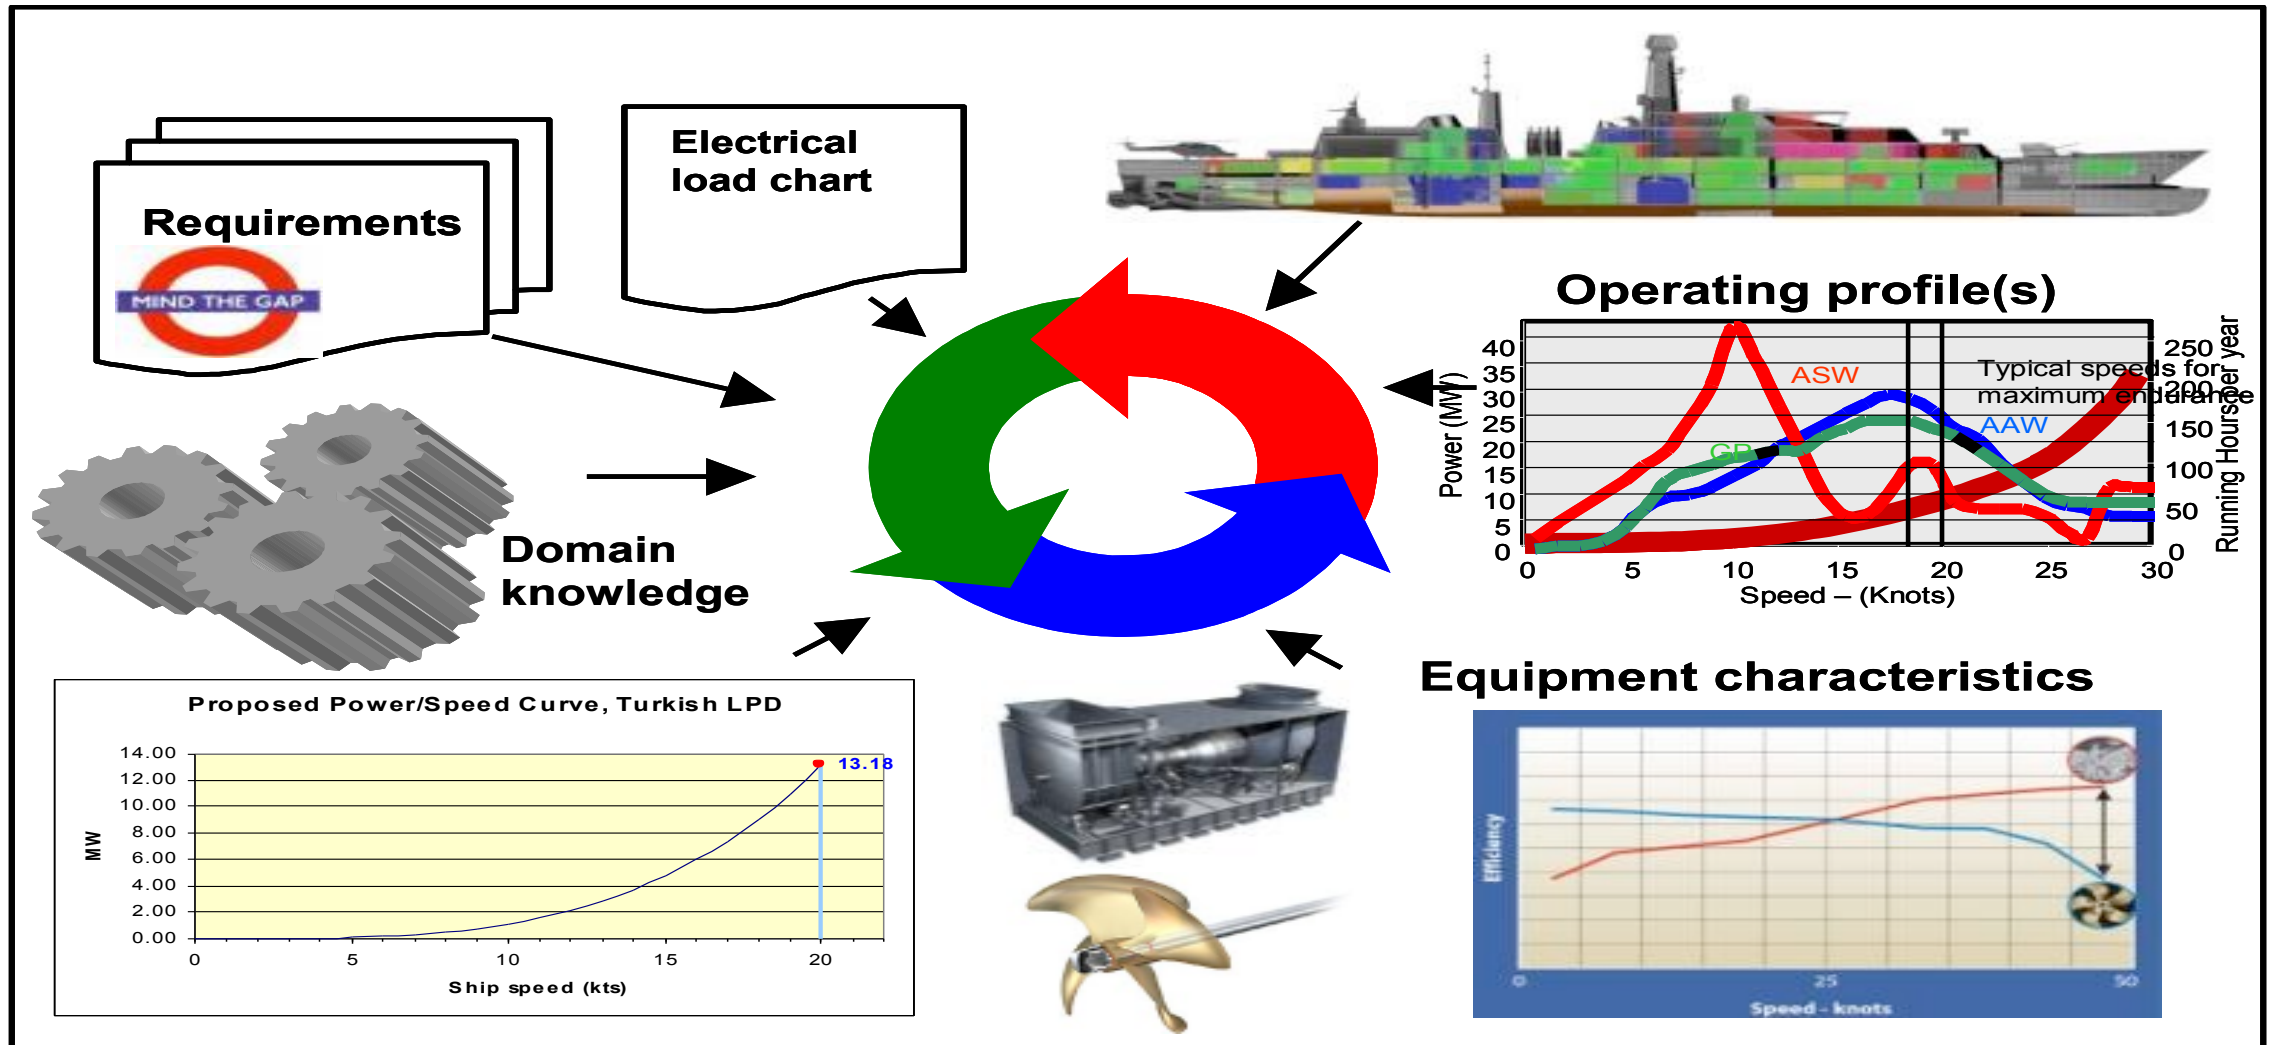 Requirements
MIND THE GAP
Electrical
load chart
Operating profile(s)
40
35
30
25
20
15
10
5
0
Power (MW)
ASW
GP
AAW
Typical speeds for
maximum endurance
250
200
150
100
50
0
Running Hours per year
0 5 10 15 20 25 30
Speed – (Knots)
Domain
knowledge
Proposed Power/Speed Curve, Turkish LPD
14.00
12.00
10.00
8.00
6.00
4.00
2.00
0.00
MW
13.18
0 5 10 15 20
Ship speed (kts)
Equipment characteristics
Efficiency
0 25 50
Speed - knots